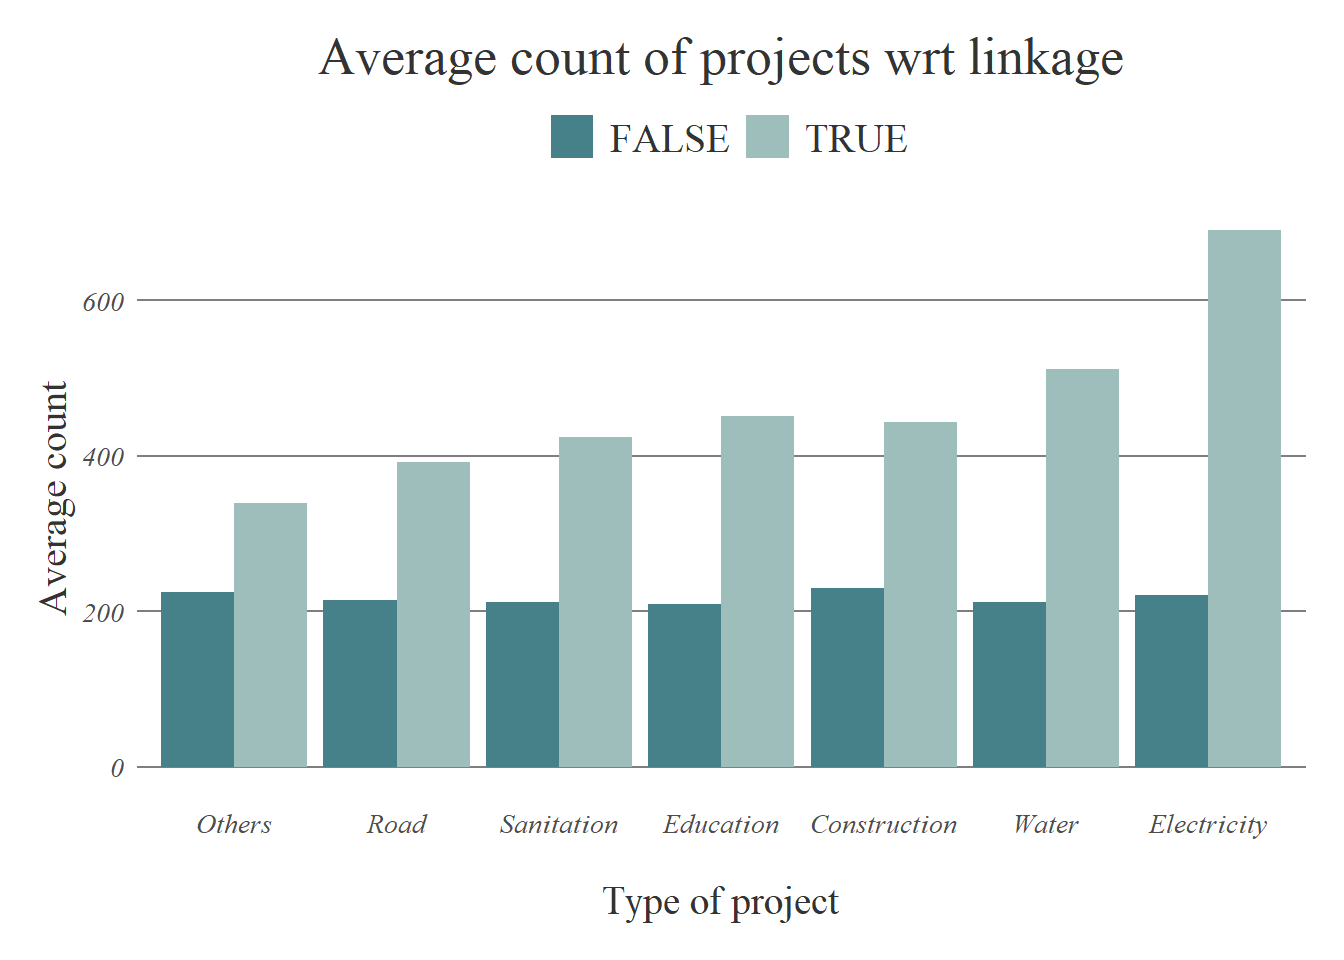 Average count of projects wrt linkage
FALSE TRUE
600
400
200
0
Average count
Others Road Sanitation Education Construction Water Electricity
Type of project